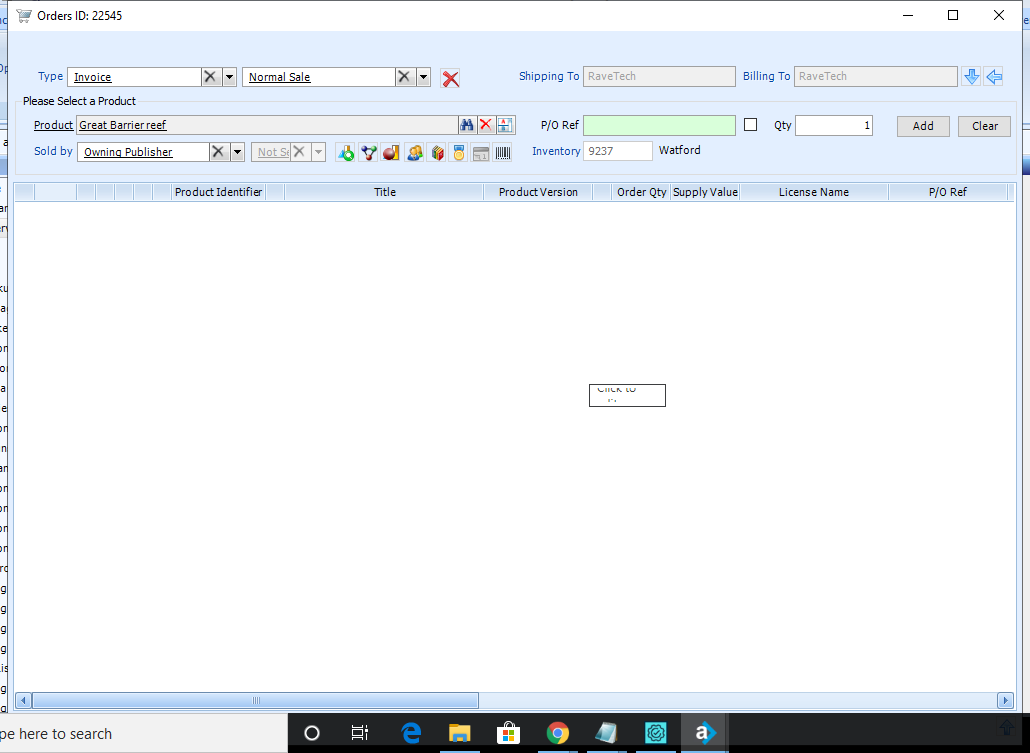 Orders ID: 22545
Type Invoice Normal Sale Shipping To RaveTech Billing To RaveTech
Please Select a Product
Product Great Barrier reef P/O Ref Qty 1 Add Clear
Sold by Owning Publisher Not Se Inventory 9237 Watford
Product Identifier Title Product Version Order Qty Supply Value License Name P/O Ref
Click to
pe here to search